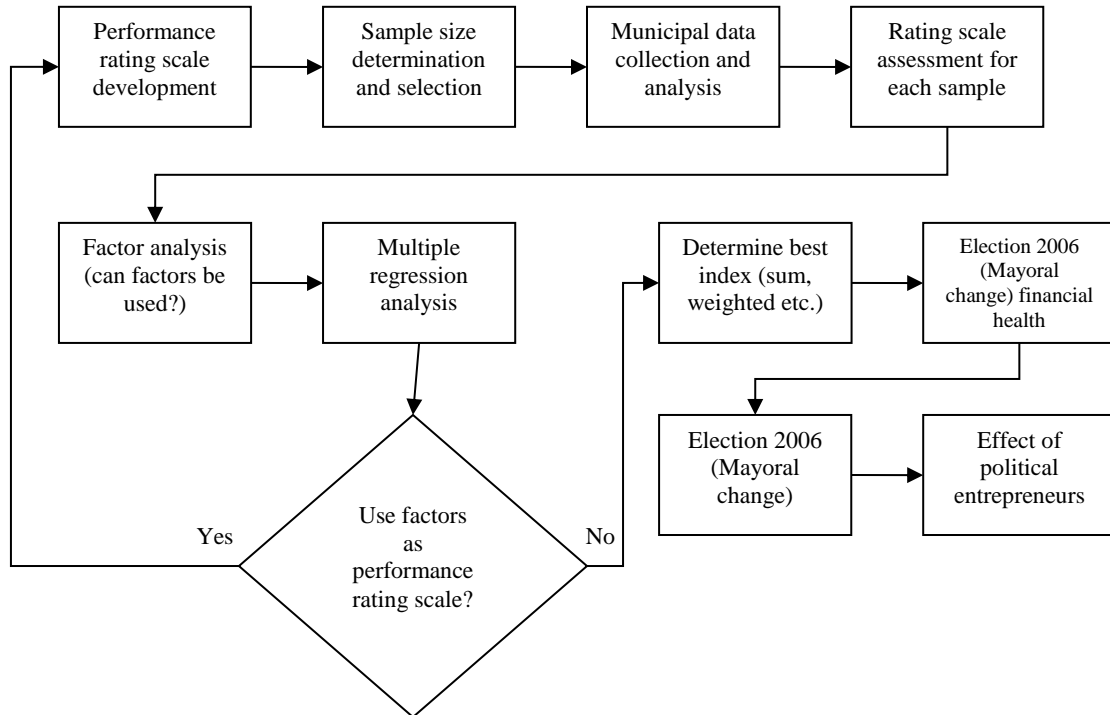 Performance
rating scale
development
Sample size
determination
and selection
Municipal data
collection and
analysis
Rating scale
assessment for
each sample
Factor analysis
(can factors be
used?)
Multiple
regression
analysis
Determine best
index (sum,
weighted etc.)
Election 2006
(Mayoral
change) financial
health
Election 2006
(Mayoral
change)
Effect of
political
entrepreneurs
Yes
Use factors
as
performance
rating scale?
No